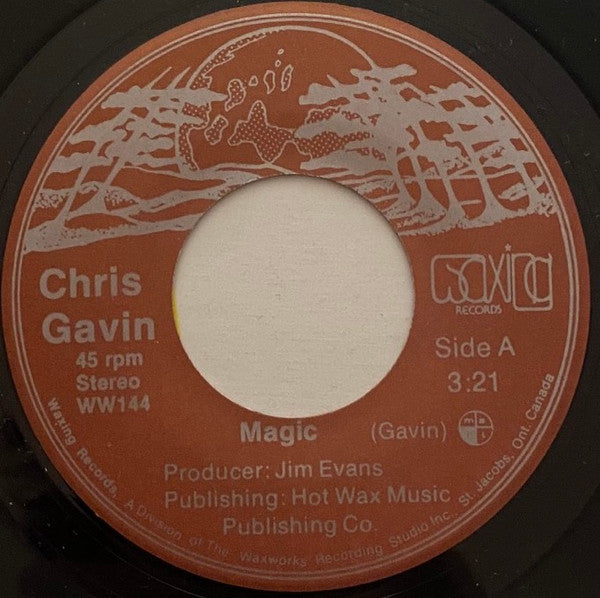 Chris
Gavin
45 rpm
Stereo
WW144
waxing
RECORDS
Side A
3:21
Magic (Gavin)
Producer: Jim Evans
Publishing: Hot Wax Music
Publishing Co.
Waxing Records, A Division of The Waxworks Recording Studio Inc., St. Jacobs, Ont. Canada